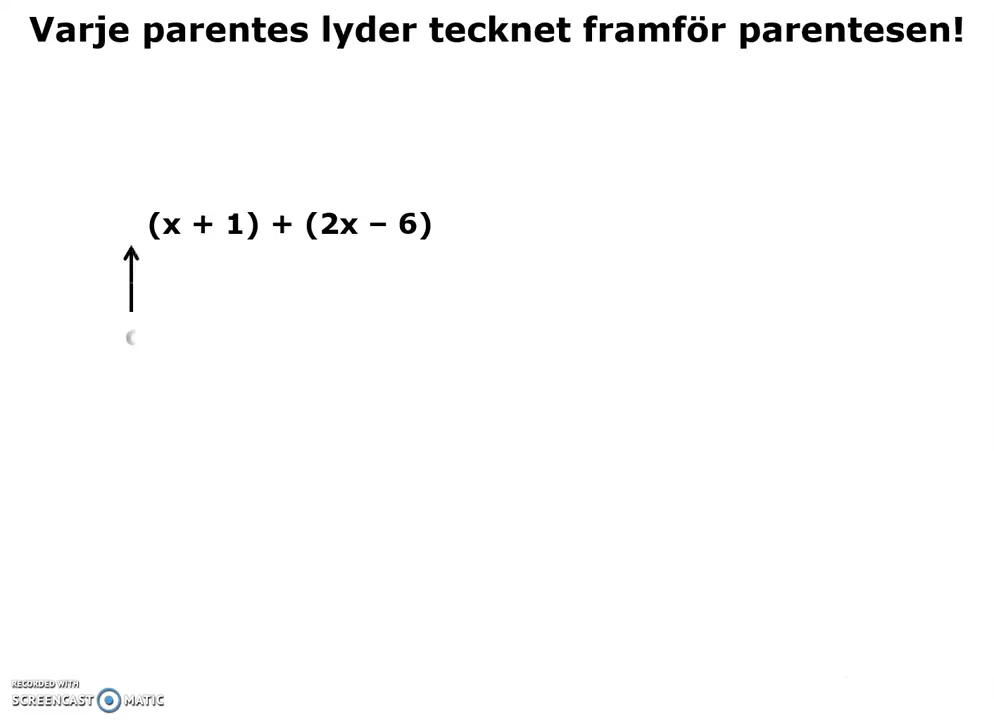 Varje parentes lyder tecknet framför parentesen!
(x + 1) + (2x – 6)
RECORDED WITH
SCREENCAST MATIC